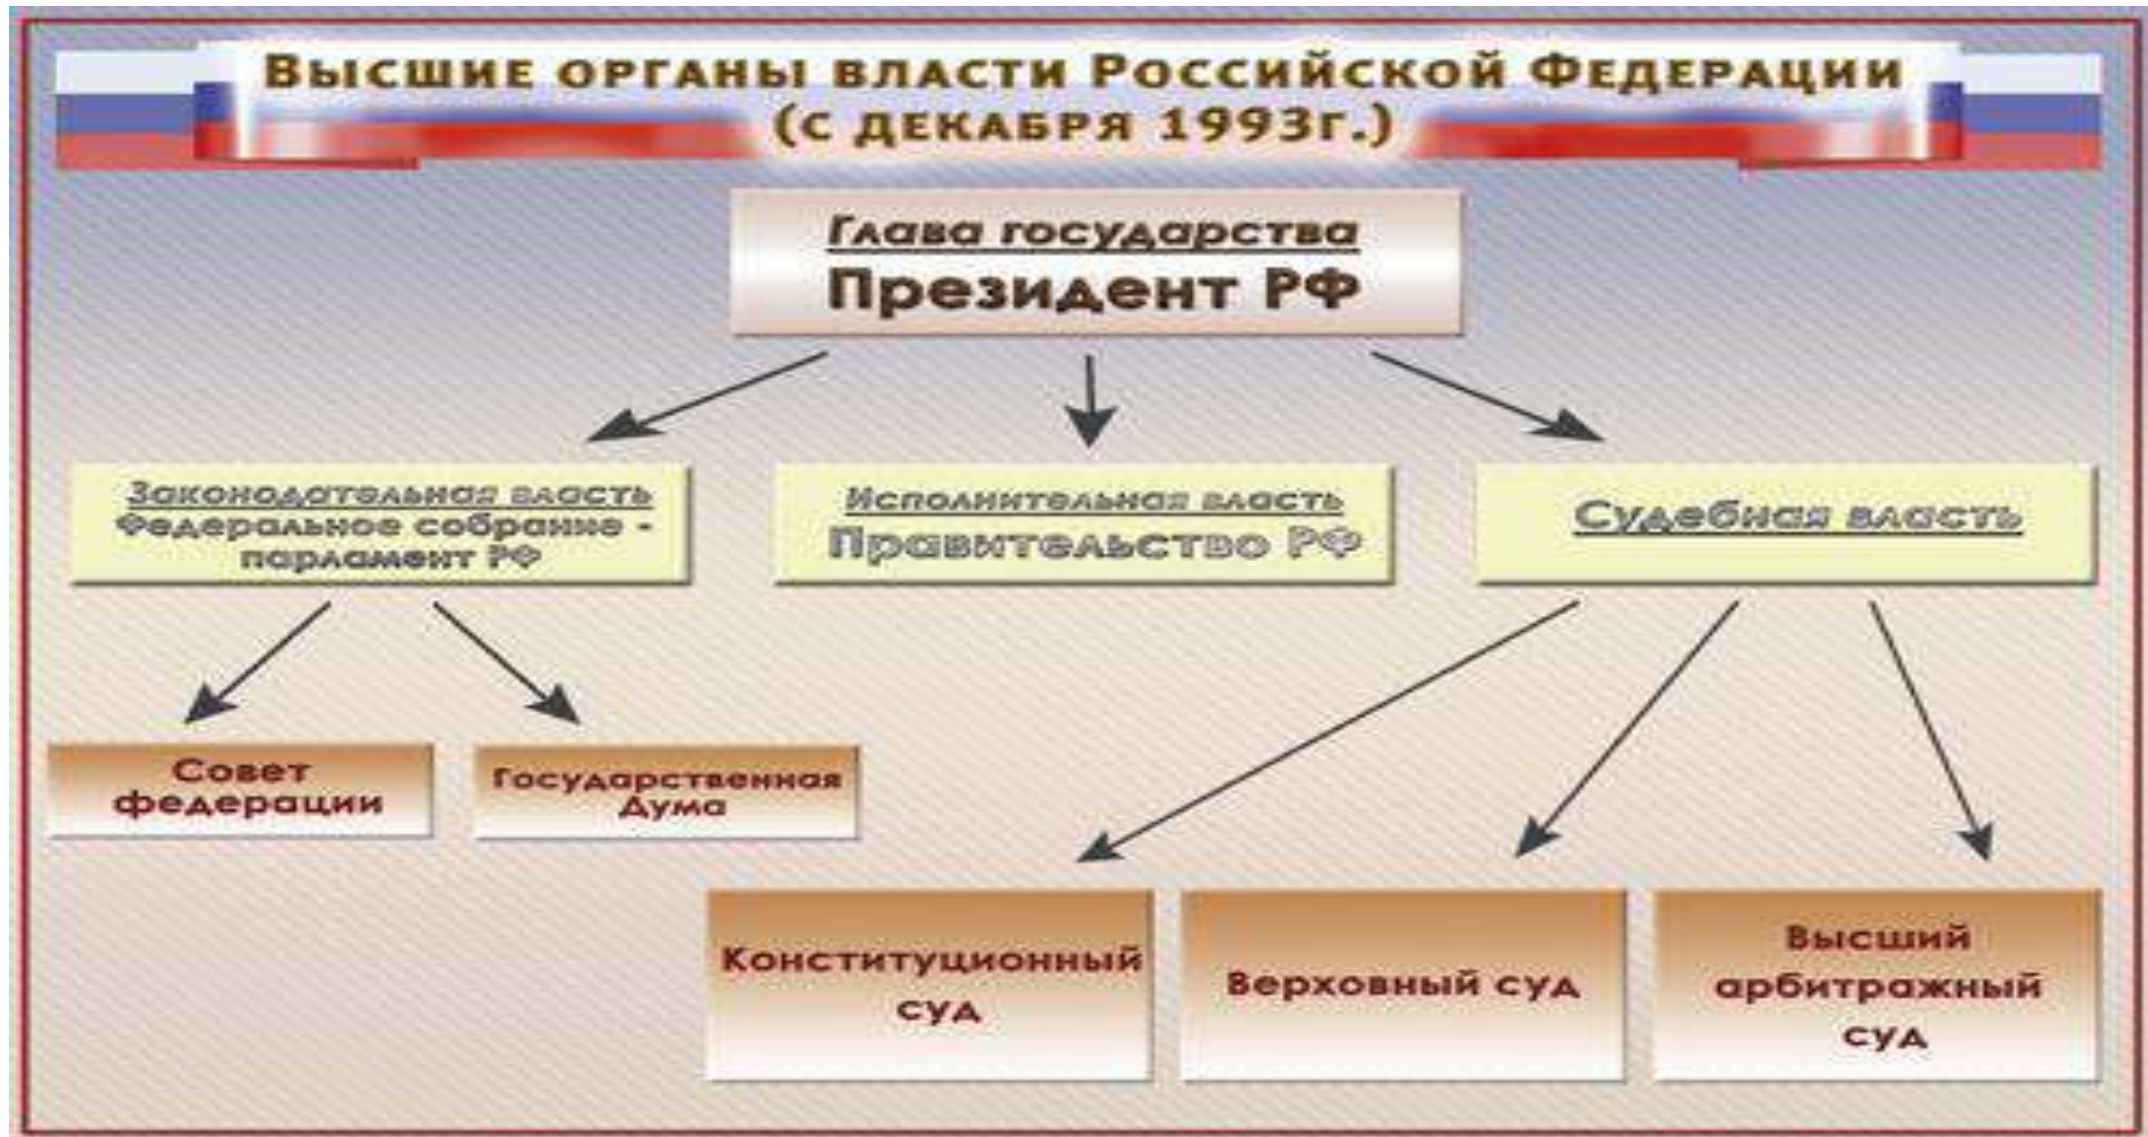 Высшие органы власти Российской Федерации
(с декабря 1993г.)
Глава государства
Президент РФ
Законодательная власть
Федеральное собрание -
парламент РФ
Исполнительная власть
Правительство РФ
Судебная власть
Совет
федерации
Государственная
Дума
Конституционный
суд
Верховный суд
Высший
арбитражный
суд